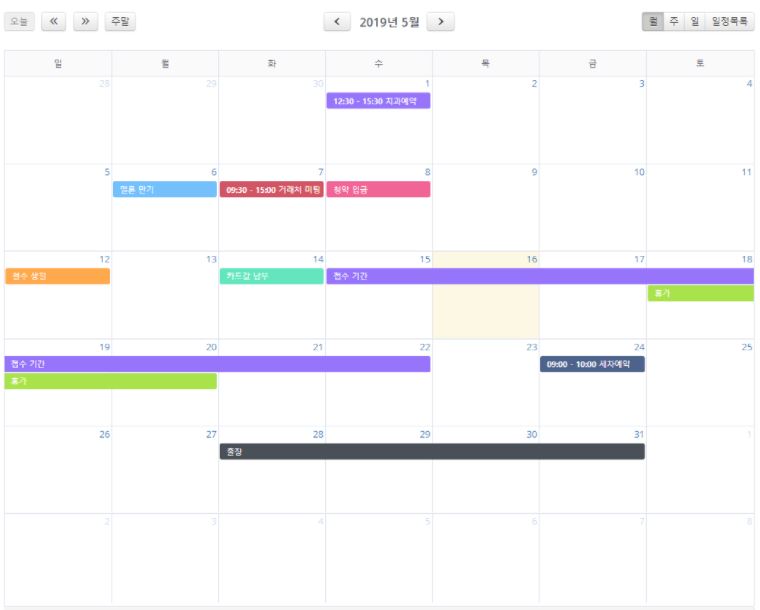 오늘 « » 주말 < 2019년 5월 > 월 주 일 일정목록
일 월 화 수 목 금 토
28 29 30 1 2 3 4
12:30 - 15:30 치과예약
5 6 7 8 9 10 11
멜론 만기 09:30 - 15:00 거래처 미팅 청약 입금
12 13 14 15 16 17 18
생일 카드값 납부 접수 기간
휴가
19 20 21 22 23 24 25
접수 기간 09:00 - 10:00 세차예약
휴가
26 27 28 29 30 31 1
출장
2 3 4 5 6 7 8